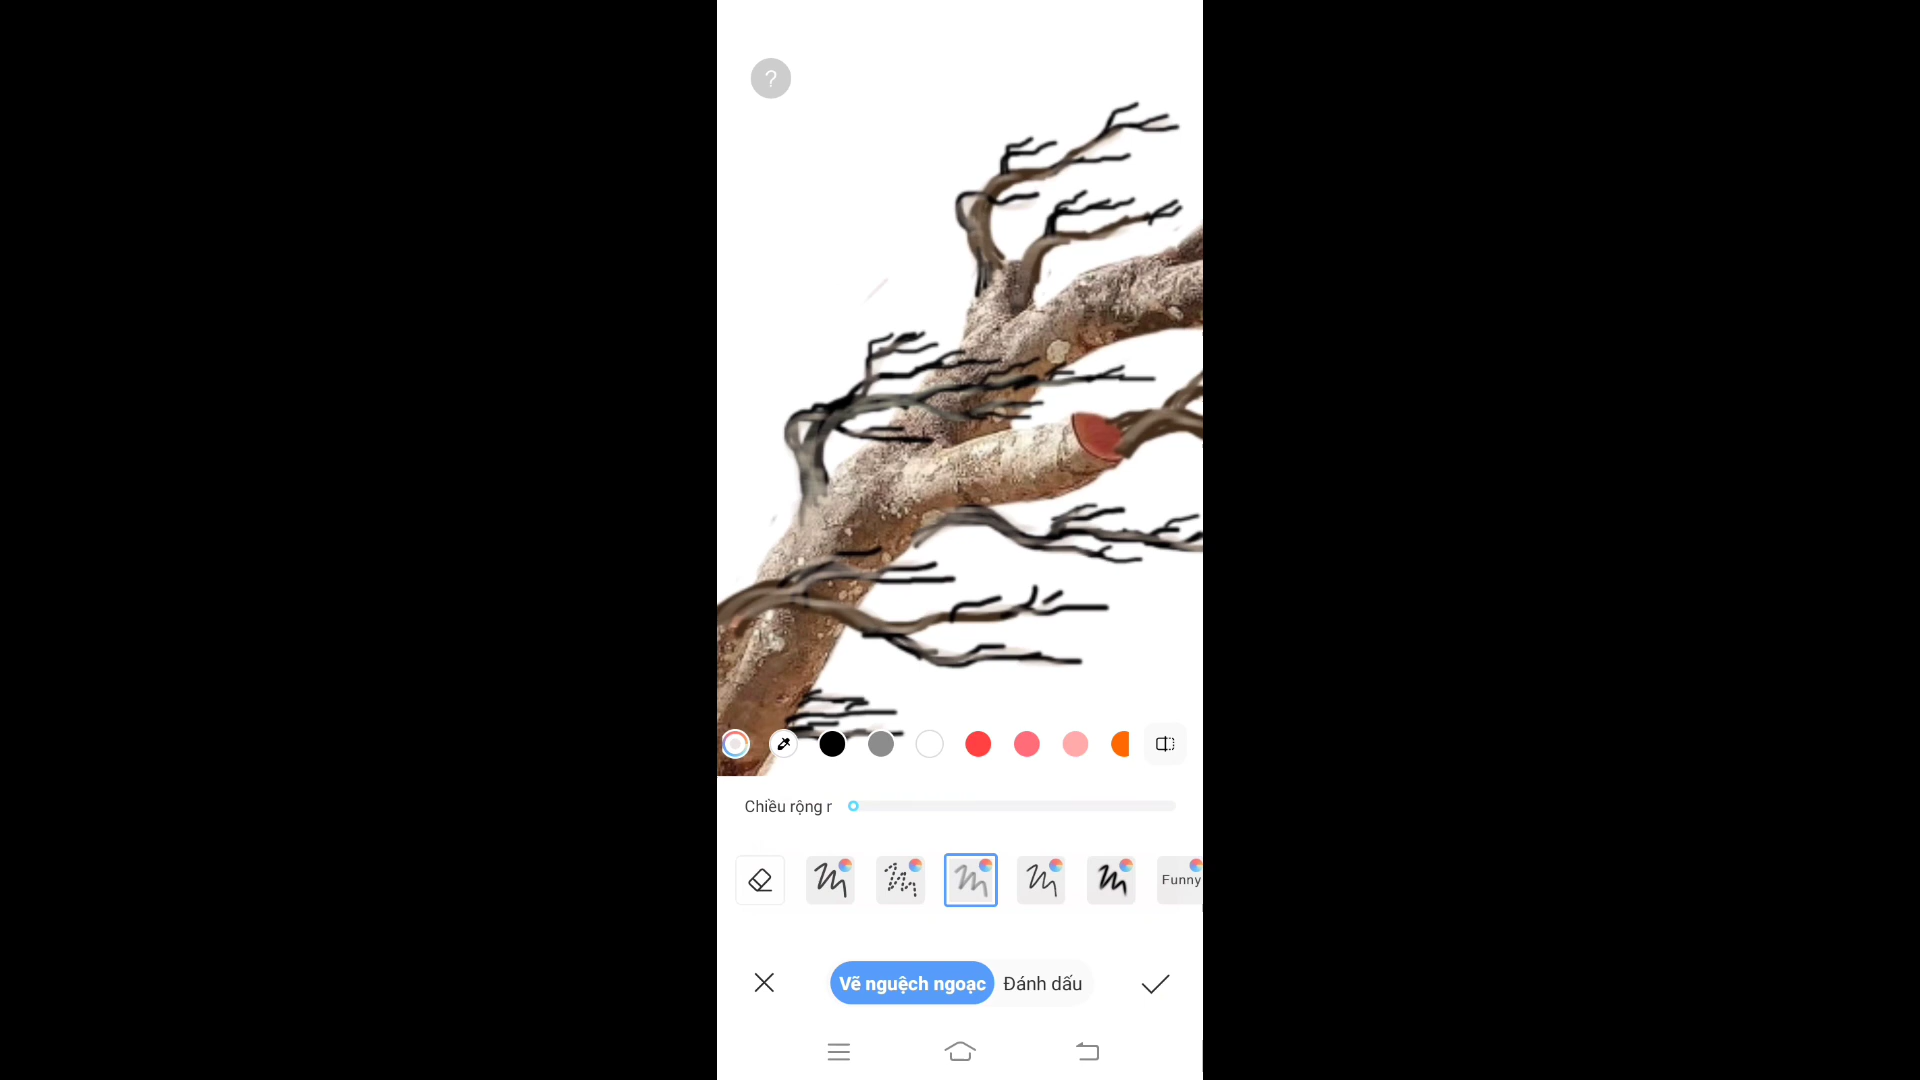 ?
Chiều rộng r
Funny
Vẽ nguệch ngoạc
Đánh dấu